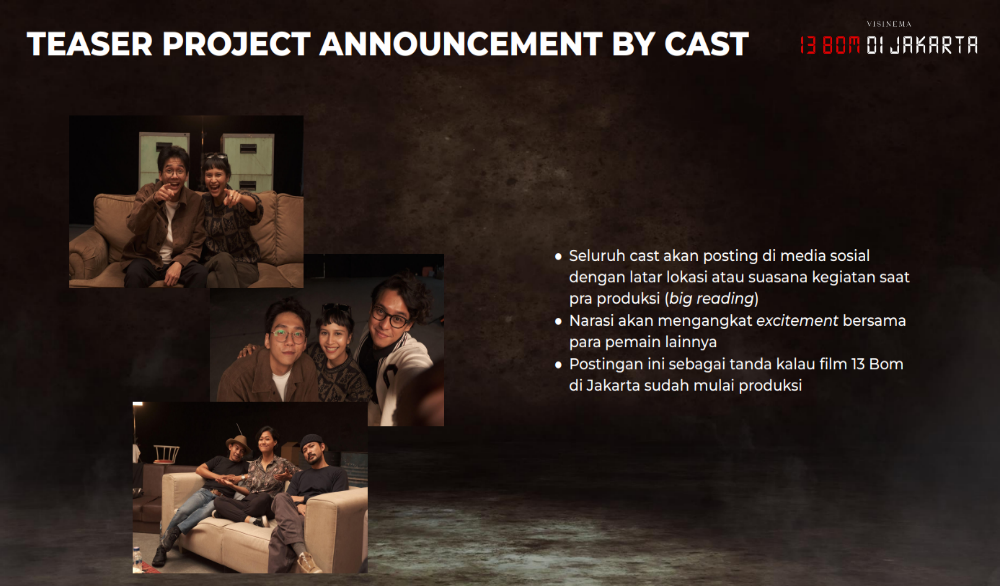 TEASER PROJECT ANNOUNCEMENT BY CAST
VISINEMA
13 BOM DI JAKARTA
● Seluruh cast akan posting di media sosial
dengan latar lokasi atau suasana kegiatan saat
pra produksi (big reading)
● Narasi akan mengangkat excitement bersama
para pemain lainnya
● Postingan ini sebagai tanda kalau film 13 Bom
di Jakarta sudah mulai produksi